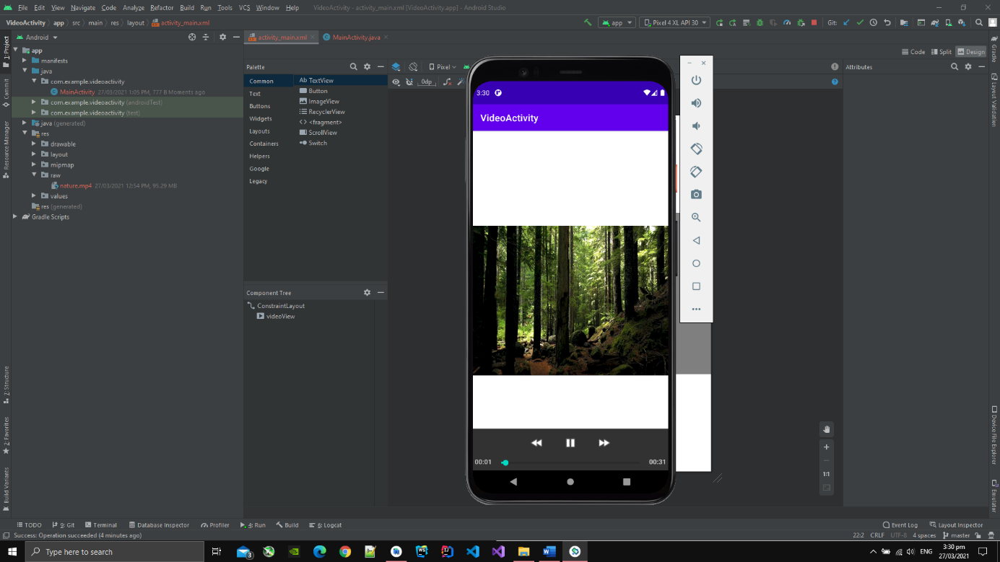 File Edit View Navigate Code Analyze Refactor Build Run Tools VCS Window Help VideoActivity - activity_main.xml [VideoActivity.app] - Android Studio
VideoActivity app src main res layout activity_main.xml app Pixel 4 XL API 30 Git:
Android activity_main.xml MainActivity.java
Code Split Design
1: Project
Commit
Resource Manager
Z: Structure
2: Favorites
Build Variants
app
manifests
java
com.example.videoactivity
MainActivity 27/03/2021 1:05 PM, 777 B Moments ago
com.example.videoactivity (androidTest)
com.example.videoactivity (test)
java (generated)
res
drawable
layout
mipmap
raw
nature.mp4 27/03/2021 12:54 PM, 95.29 MB
values
res (generated)
Gradle Scripts
Palette
Common
Text
Buttons
Widgets
Layouts
Containers
Helpers
Google
Legacy
Ab TextView
Button
ImageView
RecyclerView
<fragment>
ScrollView
Switch
Component Tree
ConstraintLayout
videoView
Pixel
0dp
3:30
VideoActivity
00:01 00:31
1:1
Attributes
Gradle
Layout Validation
Device File Explorer
Emulator
TODO 9: Git Terminal Database Inspector Profiler 4: Run Build 6: Logcat Event Log Layout Inspector
Success: Operation succeeded (4 minutes ago) 22:2 CRLF UTF-8 4 spaces master
Type here to search
3
ENG
3:30 pm
27/03/2021